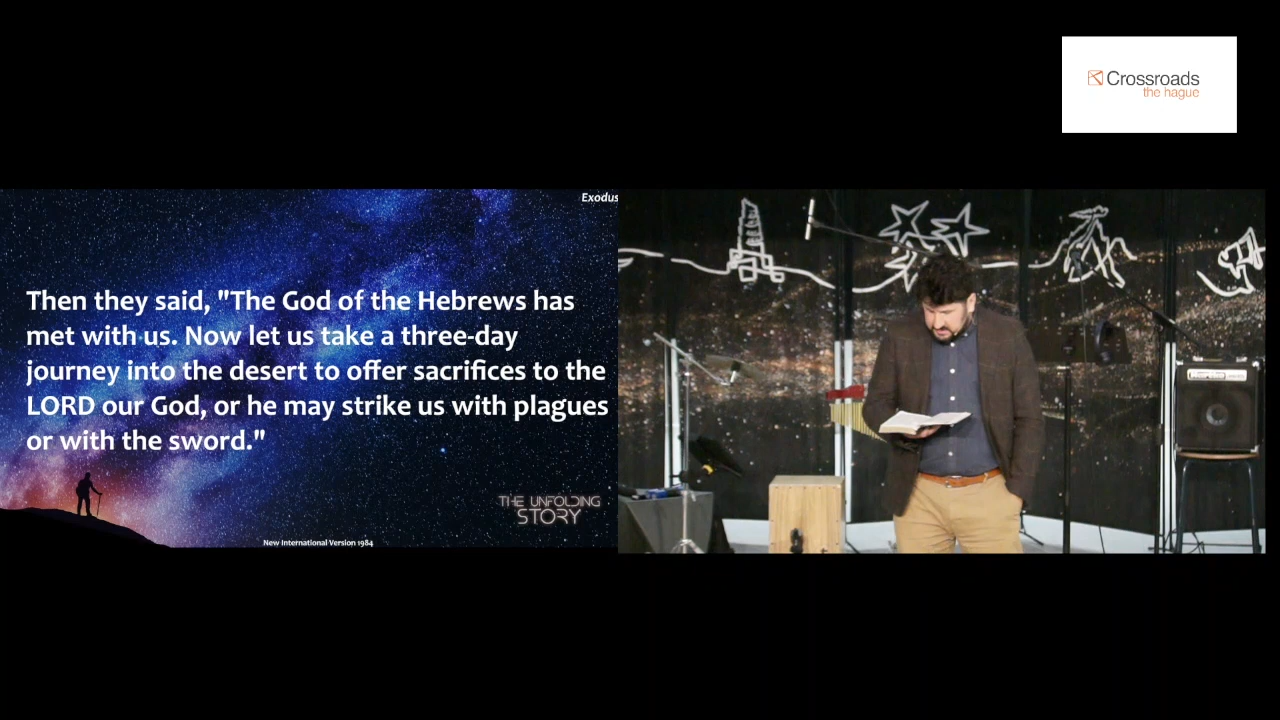 Crossroads
the hague
Exodus
Then they said, "The God of the Hebrews has
met with us. Now let us take a three-day
journey into the desert to offer sacrifices to the
LORD our God, or he may strike us with plagues
or with the sword."
THE UNFOLDING
STORY
New International Version 1984